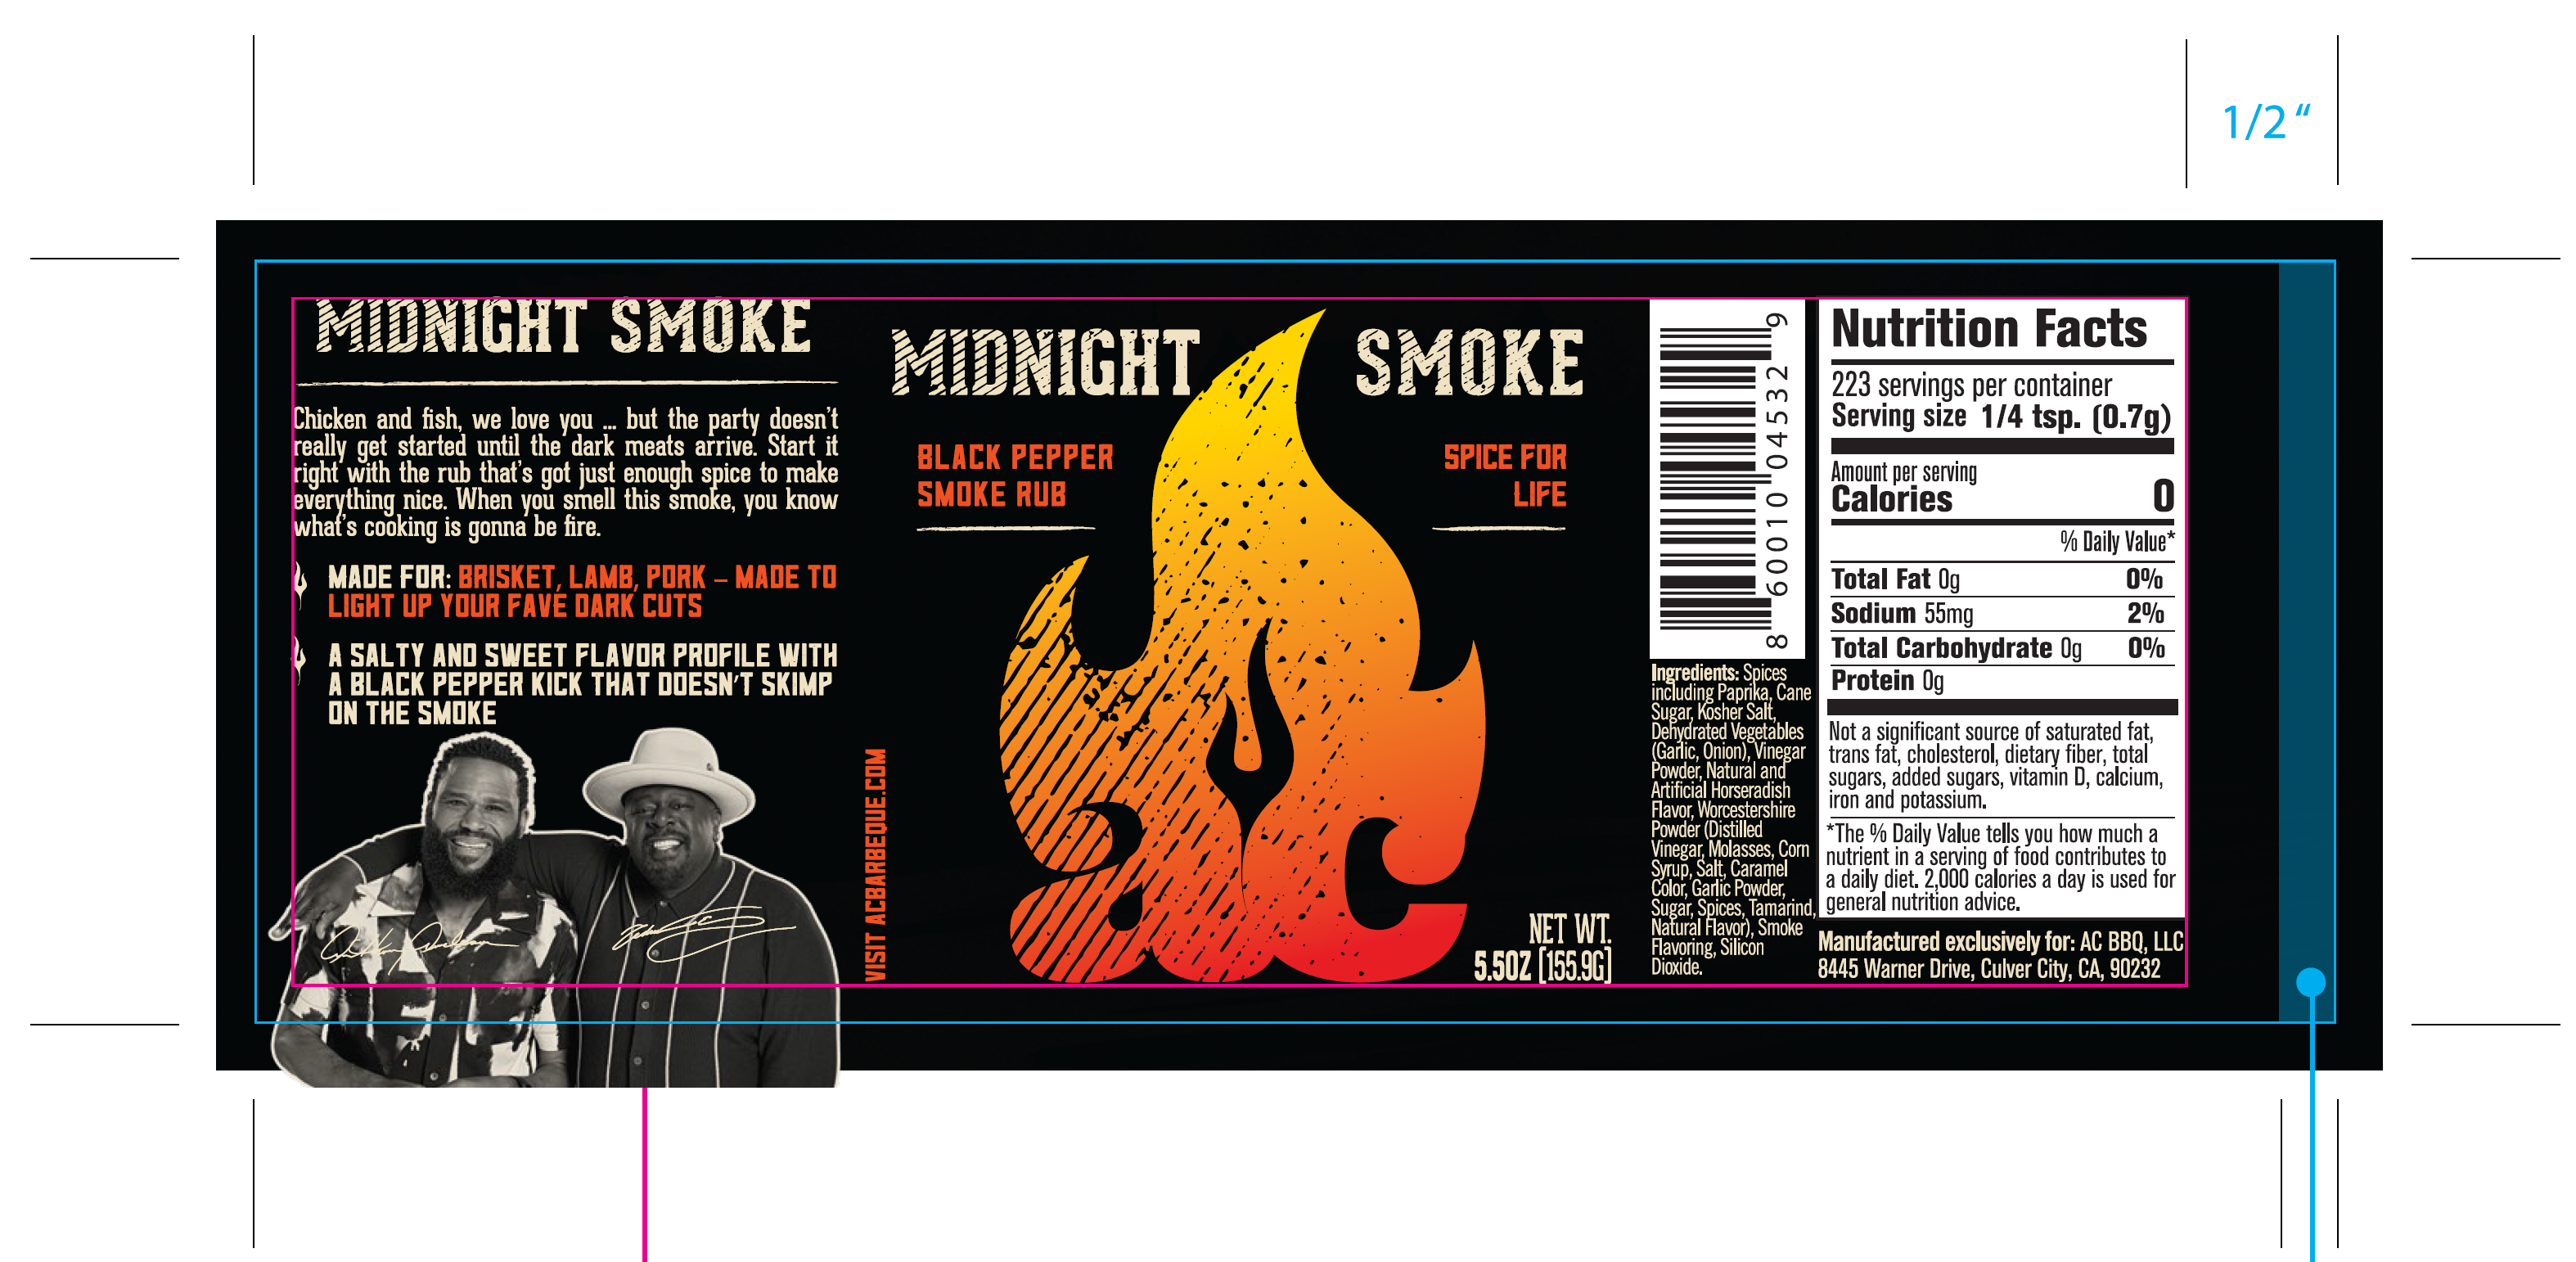 1/2"
MIDNIGHT SMOKE
Chicken and fish, we love you ... but the party doesn't
really get started until the dark meats arrive. Start it
right with the rub that's got just enough spice to make
everything nice. When you smell this smoke, you know
what's cooking is gonna be fire.
MADE FOR: BRISKET, LAMB, PORK – MADE TO
LIGHT UP YOUR FAVE DARK CUTS
A SALTY AND SWEET FLAVOR PROFILE WITH
A BLACK PEPPER KICK THAT DOESN'T SKIMP
ON THE SMOKE
VISIT ACBARBEQUE.COM
MIDNIGHT SMOKE
BLACK PEPPER
SMOKE RUB
SPICE FOR
LIFE
AC
NET WT.
5.5OZ [155.9G]
8 60010 04532 9
Ingredients: Spices
including Paprika, Cane
Sugar, Kosher Salt,
Dehydrated Vegetables
(Garlic, Onion), Vinegar
Powder, Natural and
Artificial Horseradish
Flavor, Worcestershire
Powder (Distilled
Vinegar, Molasses, Corn
Syrup, Salt, Caramel
Color, Garlic Powder,
Sugar, Spices, Tamarind,
Natural Flavor), Smoke
Flavoring, Silicon
Dioxide.
Nutrition Facts
223 servings per container
Serving size 1/4 tsp. (0.7g)
Amount per serving
Calories 0
% Daily Value*
Total Fat 0g 0%
Sodium 55mg 2%
Total Carbohydrate 0g 0%
Protein 0g
Not a significant source of saturated fat,
trans fat, cholesterol, dietary fiber, total
sugars, added sugars, vitamin D, calcium,
iron and potassium.
*The % Daily Value tells you how much a
nutrient in a serving of food contributes to
a daily diet. 2,000 calories a day is used for
general nutrition advice.
Manufactured exclusively for: AC BBQ, LLC
8445 Warner Drive, Culver City, CA, 90232